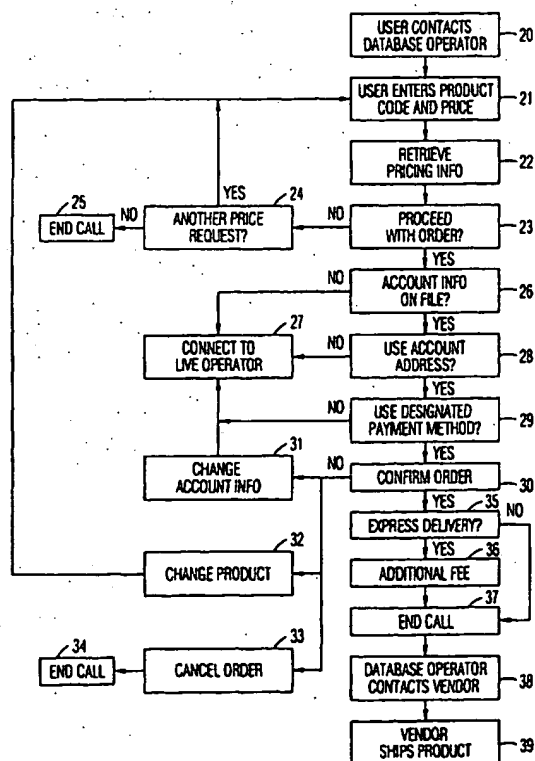 USER CONTACTS
DATABASE OPERATOR
20
USER ENTERS PRODUCT
CODE AND PRICE
21
RETRIEVE
PRICING INFO
22
25
END CALL
NO
YES
24
ANOTHER PRICE
REQUEST?
NO
PROCEED
WITH ORDER?
23
YES
NO
ACCOUNT INFO
ON FILE?
26
YES
27
CONNECT TO
LIVE OPERATOR
NO
USE ACCOUNT
ADDRESS?
28
YES
NO
USE DESIGNATED
PAYMENT METHOD?
29
YES
31
CHANGE
ACCOUNT INFO
NO
CONFIRM ORDER
30
YES
35
EXPRESS DELIVERY?
NO
YES
36
32
CHANGE PRODUCT
ADDITIONAL FEE
37
END CALL
34
END CALL
33
CANCEL ORDER
DATABASE OPERATOR
CONTACTS VENDOR
38
VENDOR
SHIPS PRODUCT
39